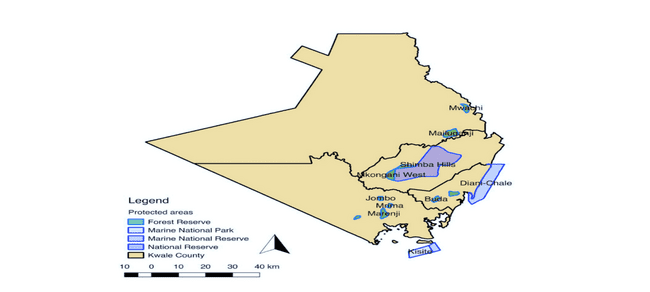 Mwachi
Mailuganji
Shimba Hills
Mkongani West
Diani-Chale
Jombo
Buda
Mrima
Marenji
Kisite
Legend
Protected areas
Forest Reserve
Marine National Park
Marine National Reserve
National Reserve
Kwale County
10 0 10 20 30 40 km